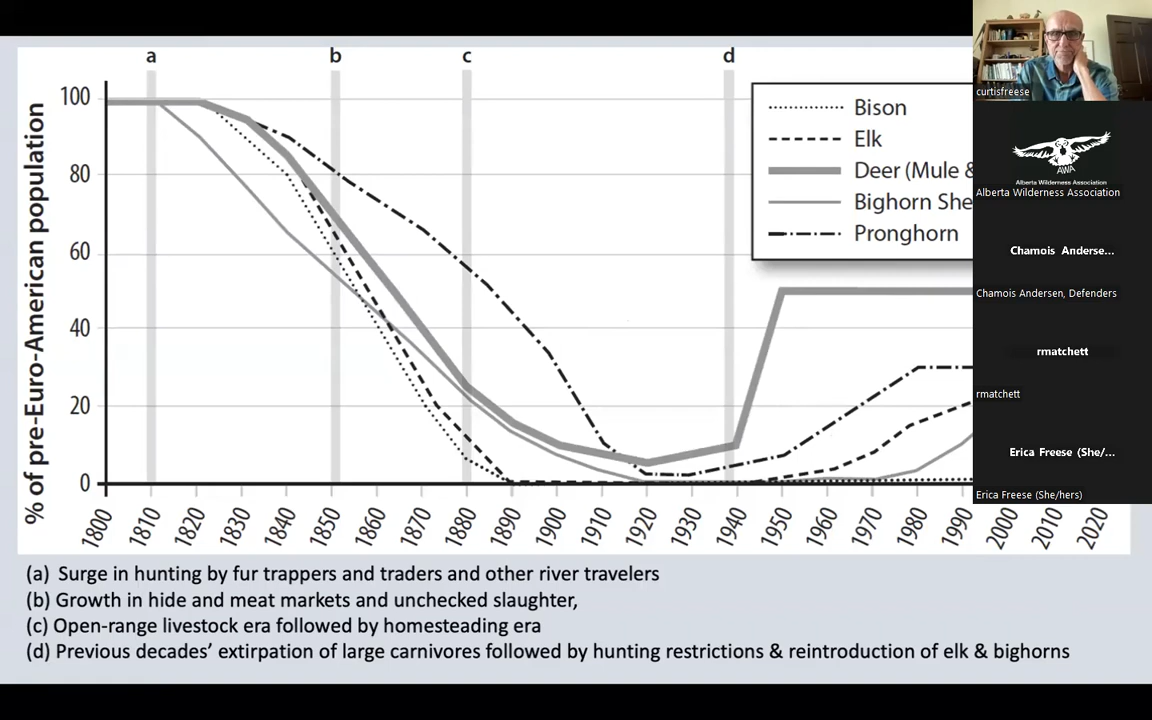 a b c d
% of pre-Euro-American population
100
80
60
40
20
0
1800 1810 1820 1830 1840 1850 1860 1870 1880 1890 1900 1910 1920 1930 1940 1950 1960 1970 1980 1990 2000 2010 2020
Bison
Elk
Deer (Mule &
Bighorn She
Pronghorn
(a) Surge in hunting by fur trappers and traders and other river travelers
(b) Growth in hide and meat markets and unchecked slaughter,
(c) Open-range livestock era followed by homesteading era
(d) Previous decades’ extirpation of large carnivores followed by hunting restrictions & reintroduction of elk & bighorns
curtisfreese
AWA
Alberta Wilderness Association
Alberta Wilderness Association
Chamois Anderse...
Chamois Andersen, Defenders
rmatchett
rmatchett
Erica Freese (She/...
Erica Freese (She/hers)